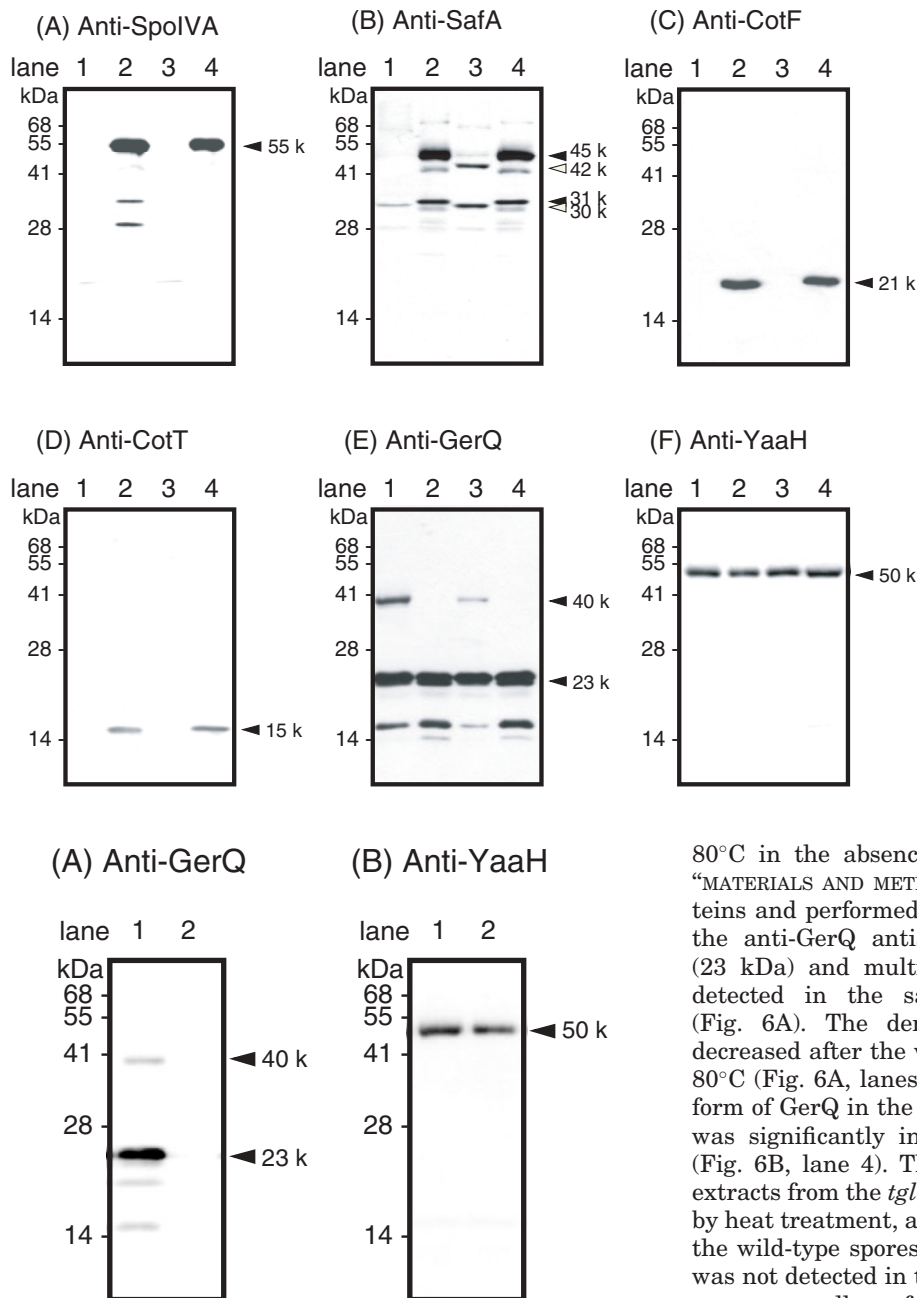 (A) Anti-SpoIVA
lane 1 2 3 4
kDa
68
55
41
28
14
55 k
(B) Anti-SafA
lane 1 2 3 4
kDa
68
55
41
28
14
45 k
42 k
31 k
30 k
(C) Anti-CotF
lane 1 2 3 4
kDa
68
55
41
28
14
21 k
(D) Anti-CotT
lane 1 2 3 4
kDa
68
55
41
28
14
15 k
(E) Anti-GerQ
lane 1 2 3 4
kDa
68
55
41
28
14
40 k
23 k
(F) Anti-YaaH
lane 1 2 3 4
kDa
68
55
41
28
14
50 k
(A) Anti-GerQ
lane 1 2
kDa
68
55
41
28
14
40 k
23 k
(B) Anti-YaaH
lane 1 2
kDa
68
55
41
28
14
50 k
80°C in the absenc
"MATERIALS AND METH
teins and performed
the anti-GerQ anti
(23 kDa) and mult
detected in the sa
(Fig. 6A). The der
decreased after the v
80°C (Fig. 6A, lanes
form of GerQ in the
was significantly in
(Fig. 6B, lane 4). Th
extracts from the tgl
by heat treatment, a
the wild-type spores
was not detected in t